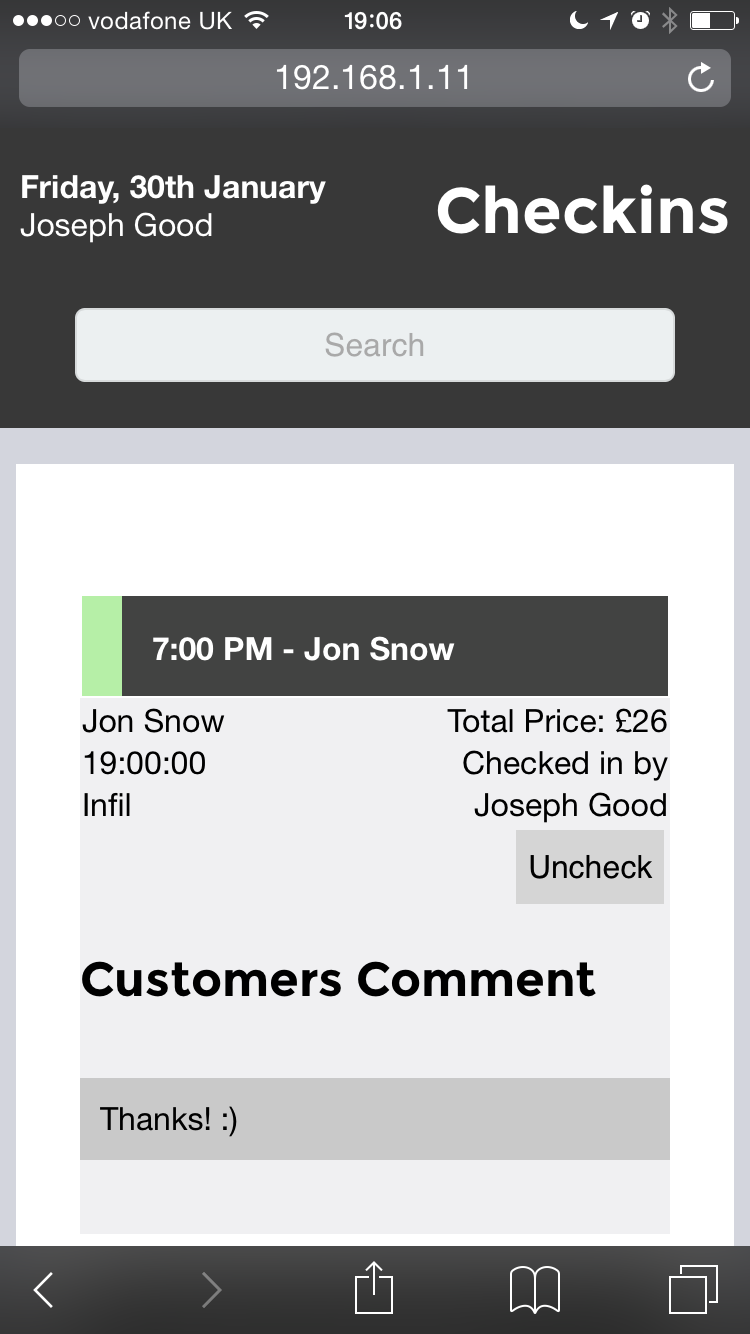 vodafone UK 19:06
192.168.1.11
Friday, 30th January
Joseph Good
Checkins
Search
7:00 PM - Jon Snow
Jon Snow Total Price: £26
19:00:00 Checked in by
Infil Joseph Good
Uncheck
Customers Comment
Thanks! :)